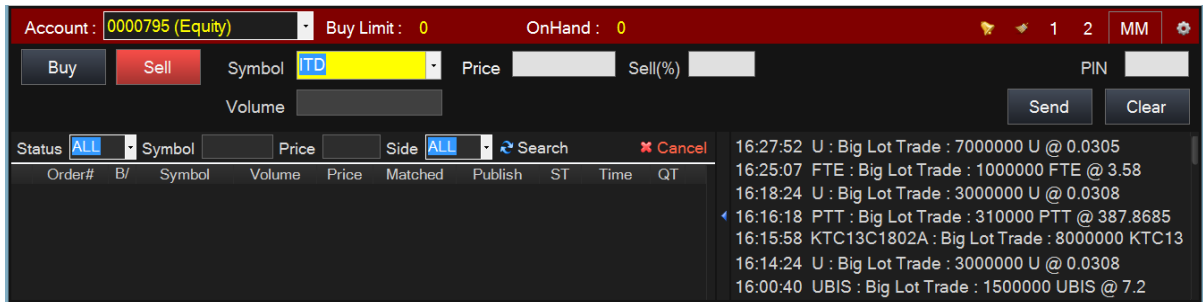 Account : 0000795 (Equity) Buy Limit : 0 OnHand : 0 1 2 MM
Buy Sell Symbol ITD Price Sell(%) PIN
Volume Send Clear
Status ALL Symbol Price Side ALL Search Cancel
Order# B/ Symbol Volume Price Matched Publish ST Time QT
16:27:52 U : Big Lot Trade : 7000000 U @ 0.0305
16:25:07 FTE : Big Lot Trade : 1000000 FTE @ 3.58
16:18:24 U : Big Lot Trade : 3000000 U @ 0.0308
16:16:18 PTT : Big Lot Trade : 310000 PTT @ 387.8685
16:15:58 KTC13C1802A : Big Lot Trade : 8000000 KTC13
16:14:24 U : Big Lot Trade : 3000000 U @ 0.0308
16:00:40 UBIS : Big Lot Trade : 1500000 UBIS @ 7.2